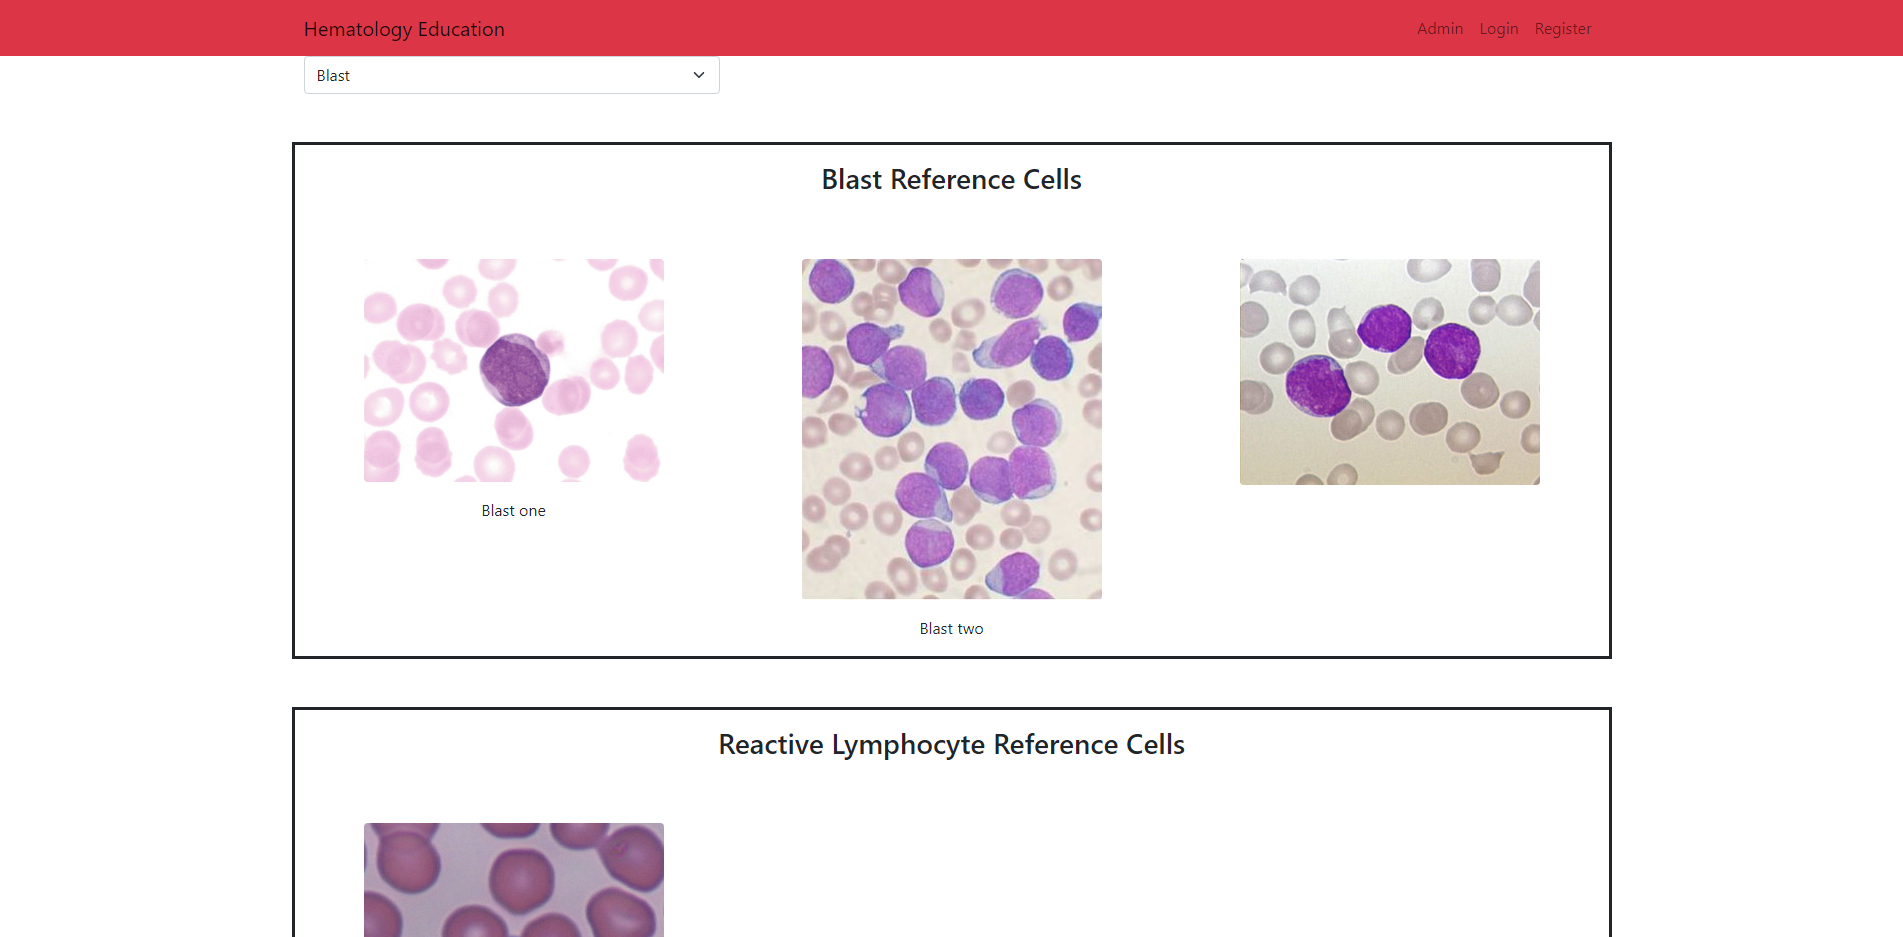 Hematology Education
Admin Login Register
Blast
Blast Reference Cells
Blast one
Blast two
Reactive Lymphocyte Reference Cells